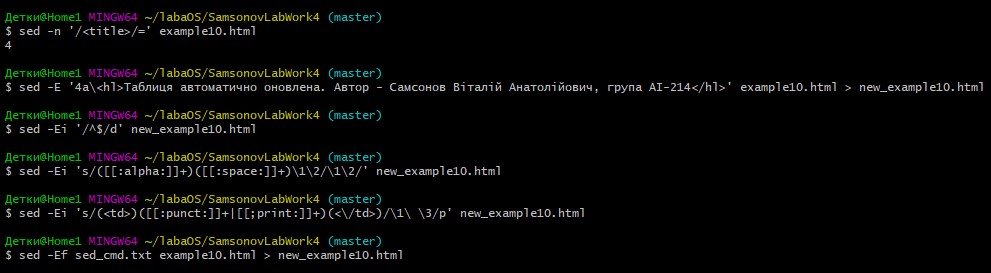 Детки@Home1 MINGW64 ~/labaOS/SamsonovLabWork4 (master)
$ sed -n '/<title>/=' example10.html
4
Детки@Home1 MINGW64 ~/labaOS/SamsonovLabWork4 (master)
$ sed -E '4a\<hl>Таблиця автоматично оновлена. Автор - Самсонов Віталій Анатолійович, група АІ-214</hl>' example10.html > new_example10.html
Детки@Home1 MINGW64 ~/labaOS/SamsonovLabWork4 (master)
$ sed -Ei '/^$/d' new_example10.html
Детки@Home1 MINGW64 ~/labaOS/SamsonovLabWork4 (master)
$ sed -Ei 's/([[:alpha:]]+)([[:space:]]+)\1\2/\1\2/' new_example10.html
Детки@Home1 MINGW64 ~/labaOS/SamsonovLabWork4 (master)
$ sed -Ei 's/(<td>)([[:punct:]]+|[[;print:]]+)(<\/td>)/\1\ \3/p' new_example10.html
Детки@Home1 MINGW64 ~/labaOS/SamsonovLabWork4 (master)
$ sed -Ef sed_cmd.txt example10.html > new_example10.html